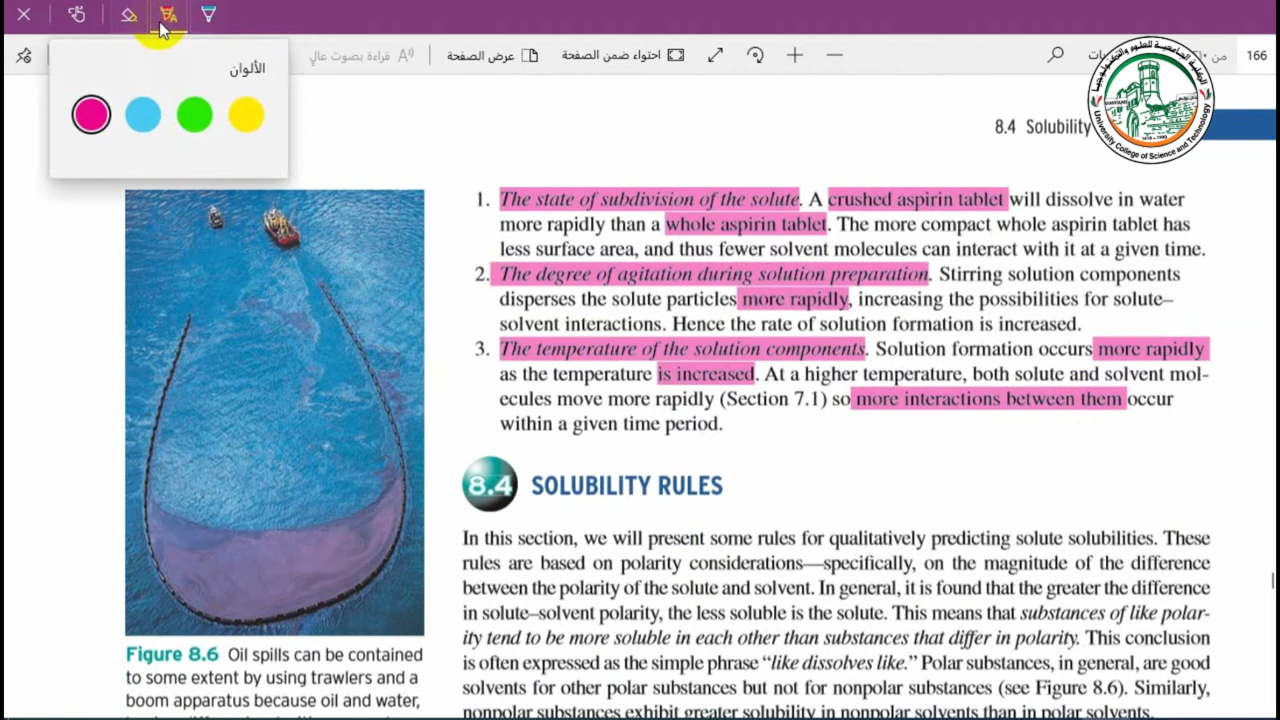 قراءة بصوت عالٍ
عرض الصفحة
احتواء ضمن الصفحة
من
166
الألوان
8.4 Solubility
University College of Science and Technology
1. The state of subdivision of the solute. A crushed aspirin tablet will dissolve in water
more rapidly than a whole aspirin tablet. The more compact whole aspirin tablet has
less surface area, and thus fewer solvent molecules can interact with it at a given time.
2. The degree of agitation during solution preparation. Stirring solution components
disperses the solute particles more rapidly, increasing the possibilities for solute–
solvent interactions. Hence the rate of solution formation is increased.
3. The temperature of the solution components. Solution formation occurs more rapidly
as the temperature is increased. At a higher temperature, both solute and solvent mol-
ecules move more rapidly (Section 7.1) so more interactions between them occur
within a given time period.
8.4 SOLUBILITY RULES
In this section, we will present some rules for qualitatively predicting solute solubilities. These
rules are based on polarity considerations—specifically, on the magnitude of the difference
between the polarity of the solute and solvent. In general, it is found that the greater the difference
in solute–solvent polarity, the less soluble is the solute. This means that substances of like polar-
ity tend to be more soluble in each other than substances that differ in polarity. This conclusion
is often expressed as the simple phrase “like dissolves like.” Polar substances, in general, are good
solvents for other polar substances but not for nonpolar substances (see Figure 8.6). Similarly,
nonpolar substances exhibit greater solubility in nonpolar solvents than in polar solvents.
Figure 8.6 Oil spills can be contained
to some extent by using trawlers and a
boom apparatus because oil and water,